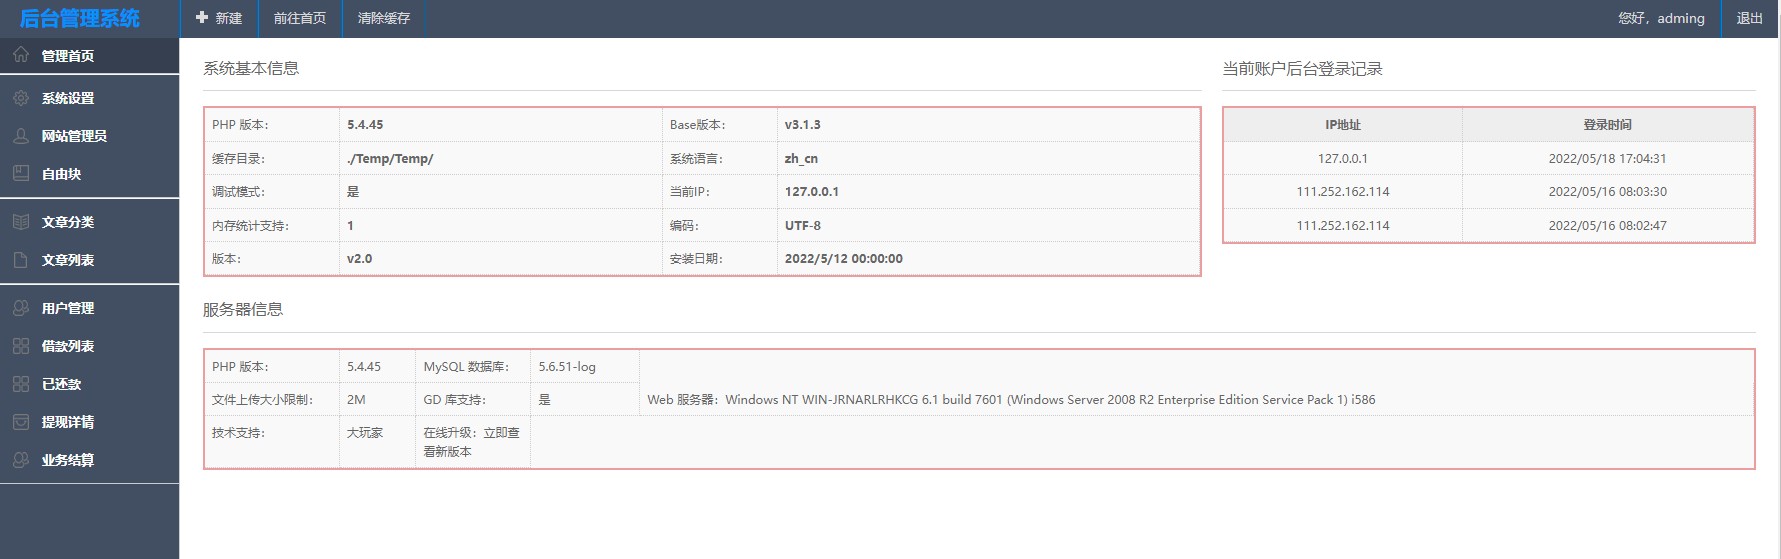 后台管理系统
新建
前往首页
清除缓存
您好，adming
退出
管理首页
系统设置
网站管理员
自由块
文章分类
文章列表
用户管理
借款列表
已还款
提现详情
业务结算
系统基本信息
PHP 版本： 5.4.45 Base版本： v3.1.3
缓存目录： ./Temp/Temp/ 系统语言： zh_cn
调试模式： 是 当前IP： 127.0.0.1
内存统计支持： 1 编码： UTF-8
版本： v2.0 安装日期： 2022/5/12 00:00:00
当前账户后台登录记录
IP地址 登录时间
127.0.0.1 2022/05/18 17:04:31
111.252.162.114 2022/05/16 08:03:30
111.252.162.114 2022/05/16 08:02:47
服务器信息
PHP 版本： 5.4.45 MySQL 数据库： 5.6.51-log
文件上传大小限制： 2M GD 库支持： 是 Web 服务器：Windows NT WIN-JRNARLRHKCG 6.1 build 7601 (Windows Server 2008 R2 Enterprise Edition Service Pack 1) i586
技术支持： 大玩家 在线升级：立即查
看新版本